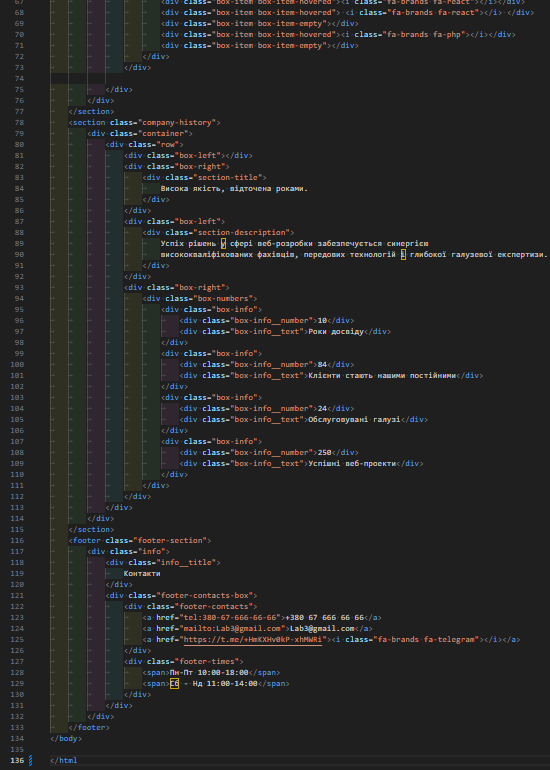 67 <div class="box-item box-item-hovered"><i class="fa-brands fa-react"></i></div>
68 <div class="box-item box-item-hovered"> <i class="fa-brands fa-react"></i> </div>
69 <div class="box-item box-item-empty"></div>
70 <div class="box-item box-item-hovered"><i class="fa-brands fa-php"></i></div>
71 <div class="box-item box-item-empty"></div>
72 </div>
73 </div>
74
75 </div>
76 </div>
77 </section>
78 <section class="company-history">
79 <div class="container">
80 <div class="row">
81 <div class="box-left"></div>
82 <div class="box-right">
83 <div class="section-title">
84 Висока якість, відточена роками.
85 </div>
86 </div>
87 <div class="box-left">
88 <div class="section-description">
89 Успіх рішень у сфері веб-розробки забезпечується синергією
90 висококваліфікованих фахівців, передових технологій і глибокої галузевої експертизи.
91 </div>
92 </div>
93 <div class="box-right">
94 <div class="box-numbers">
95 <div class="box-info">
96 <div class="box-info__number">10</div>
97 <div class="box-info__text">Роки досвіду</div>
98 </div>
99 <div class="box-info">
100 <div class="box-info__number">84</div>
101 <div class="box-info__text">Клієнти стають нашими постійними</div>
102 </div>
103 <div class="box-info">
104 <div class="box-info__number">24</div>
105 <div class="box-info__text">Обслуговувані галузі</div>
106 </div>
107 <div class="box-info">
108 <div class="box-info__number">250</div>
109 <div class="box-info__text">Успішні веб-проекти</div>
110 </div>
111 </div>
112 </div>
113 </div>
114 </div>
115 </section>
116 <footer class="footer-section">
117 <div class="info">
118 <div class="info__title">
119 Контакти
120 </div>
121 <div class="footer-contacts-box">
122 <div class="footer-contacts">
123 <a href="tel:380-67-666-66-66">+380 67 666 66 66</a>
124 <a href="mailto:Lab3@gmail.com">Lab3@gmail.com</a>
125 <a href="https://t.me/+HmKXHv0kP-xhMWRi"><i class="fa-brands fa-telegram"></i></a>
126 </div>
127 <div class="footer-times">
128 <span>Пн-Пт 10:00-18:00</span>
129 <span>Сб - Нд 11:00-14:00</span>
130 </div>
131 </div>
132 </div>
133 </footer>
134 </body>
135
136 </html